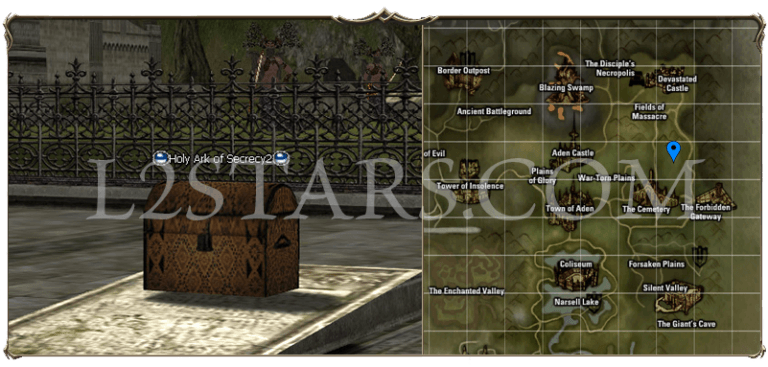 Holy Ark of Secrecy2
L2STARS.COM
Border Outpost
The Disciple's
Necropolis
Devastated
Castle
Blazing Swamp
Ancient Battleground
Fields of
Massacre
of Evil
Aden Castle
Plains
of Glory
War-Torn Plains
Tower of Insolence
Town of Aden
The Cemetery
The Forbidden
Gateway
Coliseum
Forsaken Plains
The Enchanted Valley
Silent Valley
Narsell Lake
The Giant's Cave